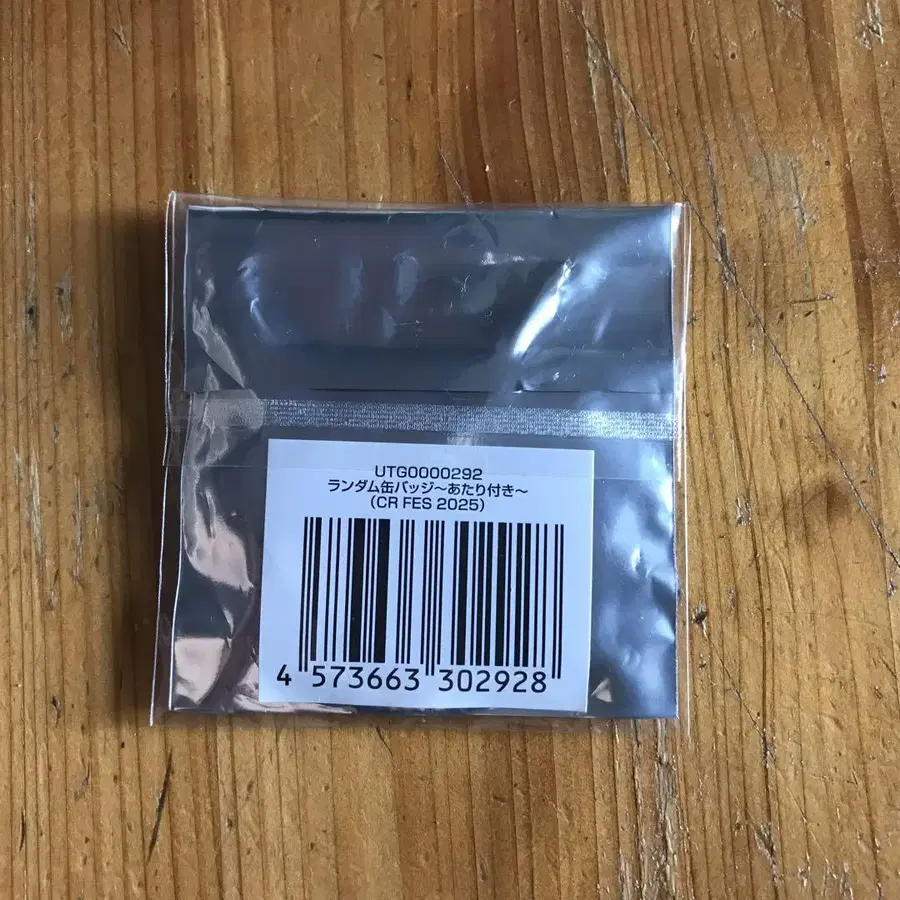 UTG0000292
ランダム缶バッジ〜あたり付き〜
(CR FES 2025)
4 573663 302928